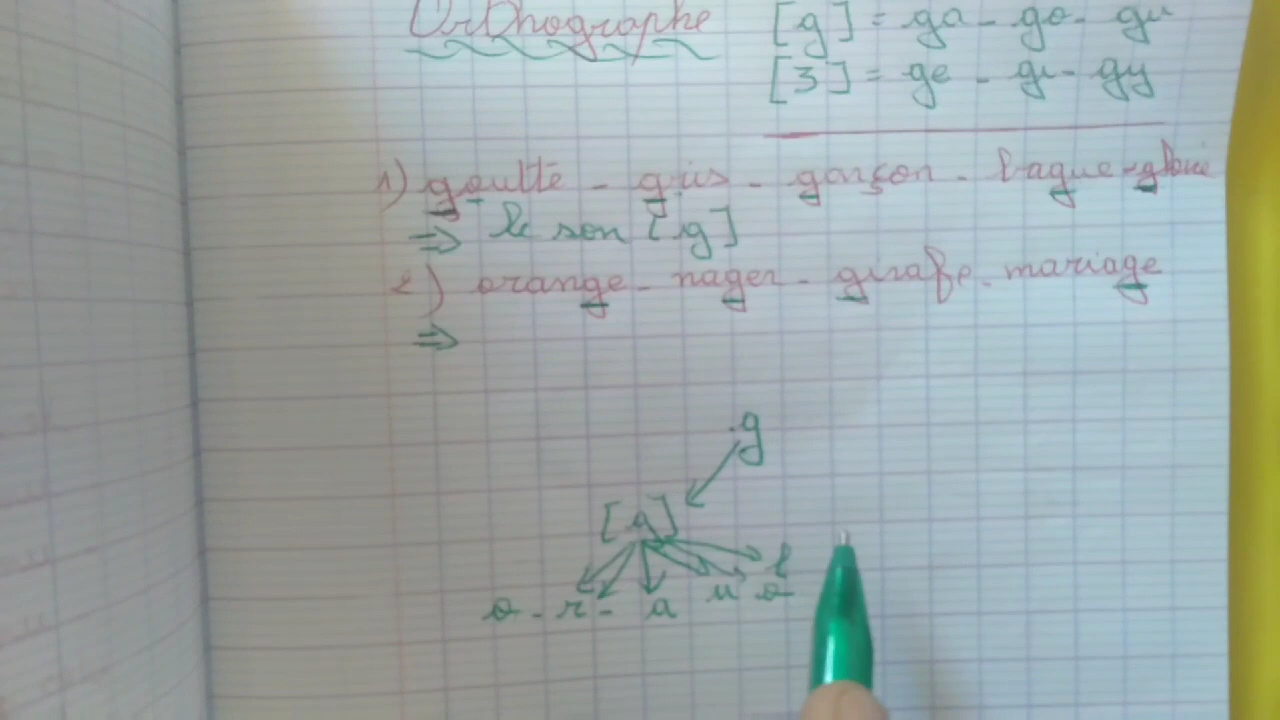 Orthographe
[g] = ga - go - gu
[ʒ] = ge - gi - gy
1) goutte - gris - garçon - bague - gloire
⇒ le son [g]
2) orange - nager - girafe - mariage
⇒
g
[g]
o - r - a u o l